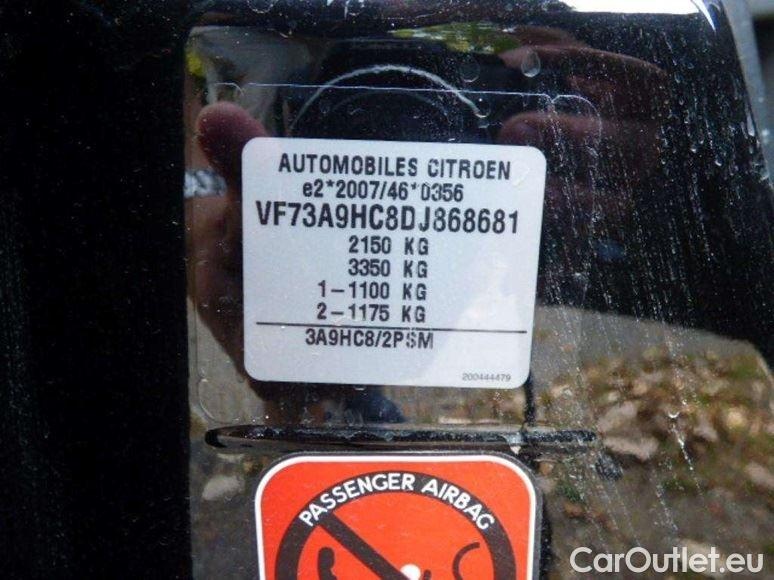 AUTOMOBILES CITROEN
e2*2007/46*0356
VF73A9HC8DJ868681
2150 KG
3350 KG
1-1100 KG
2-1175 KG
3A9HC8/2PSM
200444479
PASSENGER AIRBAG
CarOutlet.eu